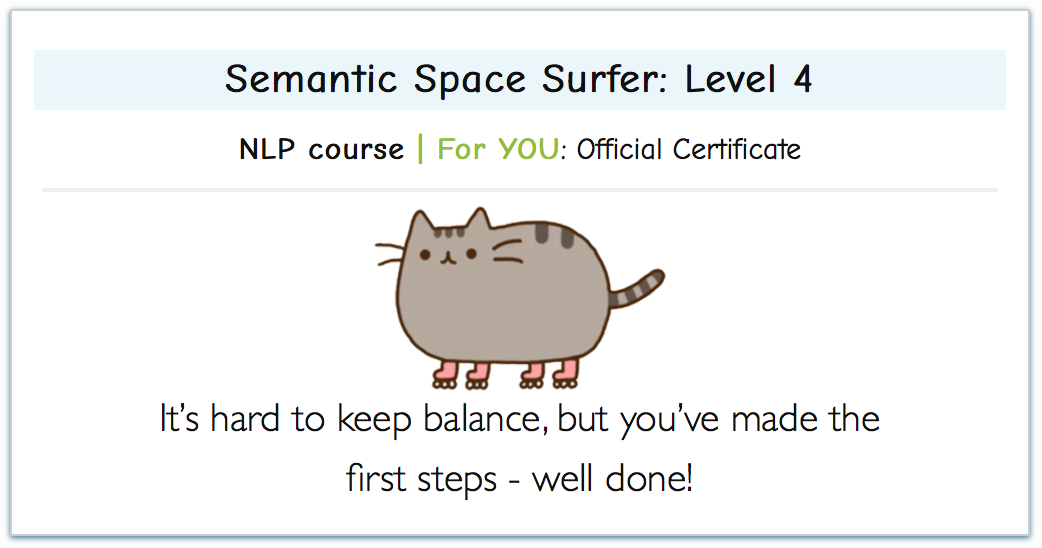 Semantic Space Surfer: Level 4
NLP course | For YOU: Official Certificate
It's hard to keep balance, but you've made the
first steps - well done!